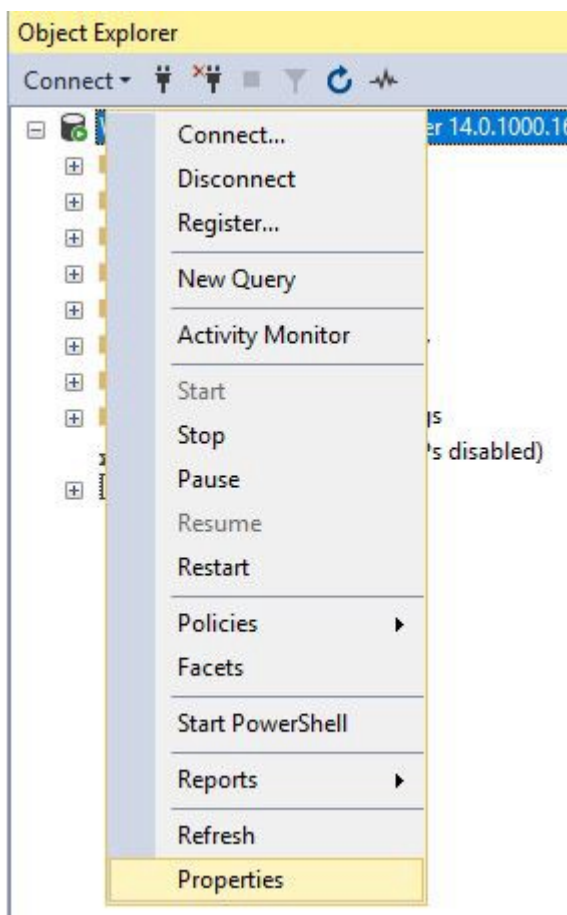 Object Explorer
Connect
er 14.0.1000.16
Connect...
Disconnect
Register...
New Query
Activity Monitor
Start
gs
Stop
's disabled)
Pause
Resume
Restart
Policies
Facets
Start PowerShell
Reports
Refresh
Properties